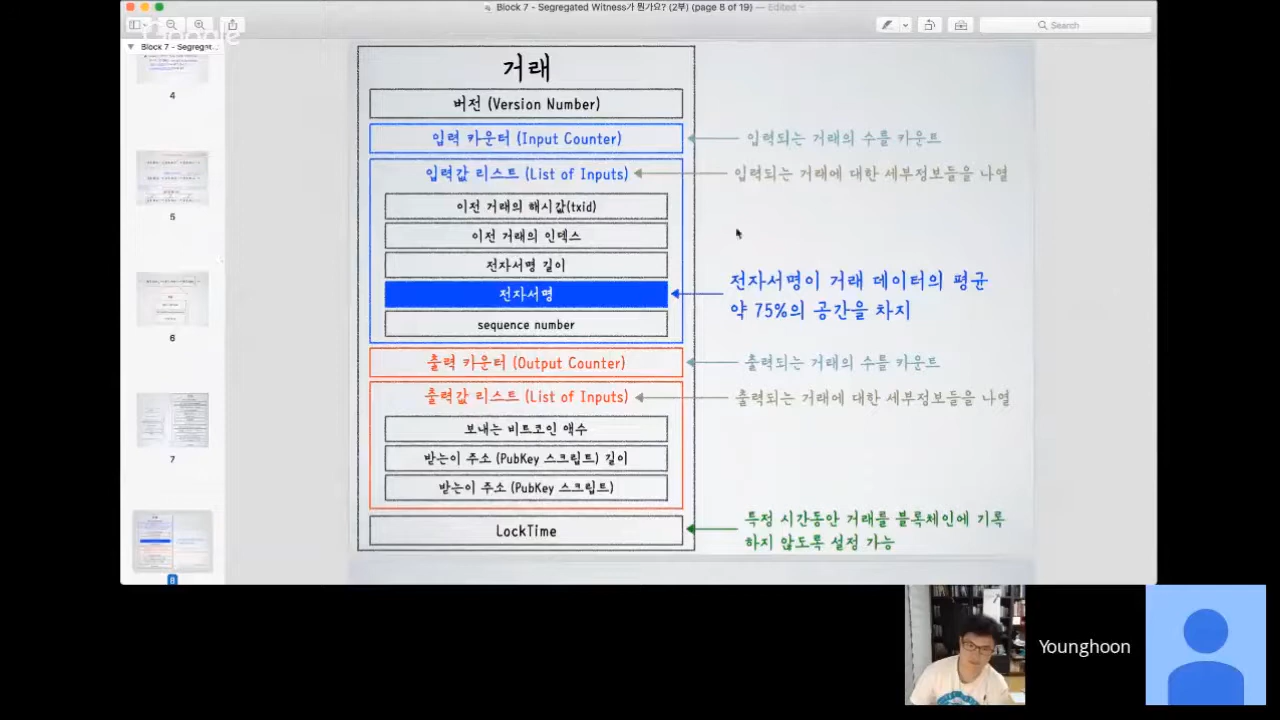 Block 7 - Segregated Witness가 뭔가요? (2부) (page 8 of 19) — Edited
Google
Search
Block 7 - Segregat...
4
5
6
7
8
거래
버전 (Version Number)
입력 카운터 (Input Counter)
입력되는 거래의 수를 카운트
입력값 리스트 (List of Inputs)
입력되는 거래에 대한 세부정보들을 나열
이전 거래의 해시값(txid)
이전 거래의 인덱스
전자서명 길이
전자서명
전자서명이 거래 데이터의 평균
약 75%의 공간을 차지
sequence number
출력 카운터 (Output Counter)
출력되는 거래의 수를 카운트
출력값 리스트 (List of Inputs)
출력되는 거래에 대한 세부정보들을 나열
보내는 비트코인 액수
받는이 주소 (PubKey 스크립트) 길이
받는이 주소 (PubKey 스크립트)
LockTime
특정 시간동안 거래를 블록체인에 기록
하지 않도록 설정 가능
Younghoon